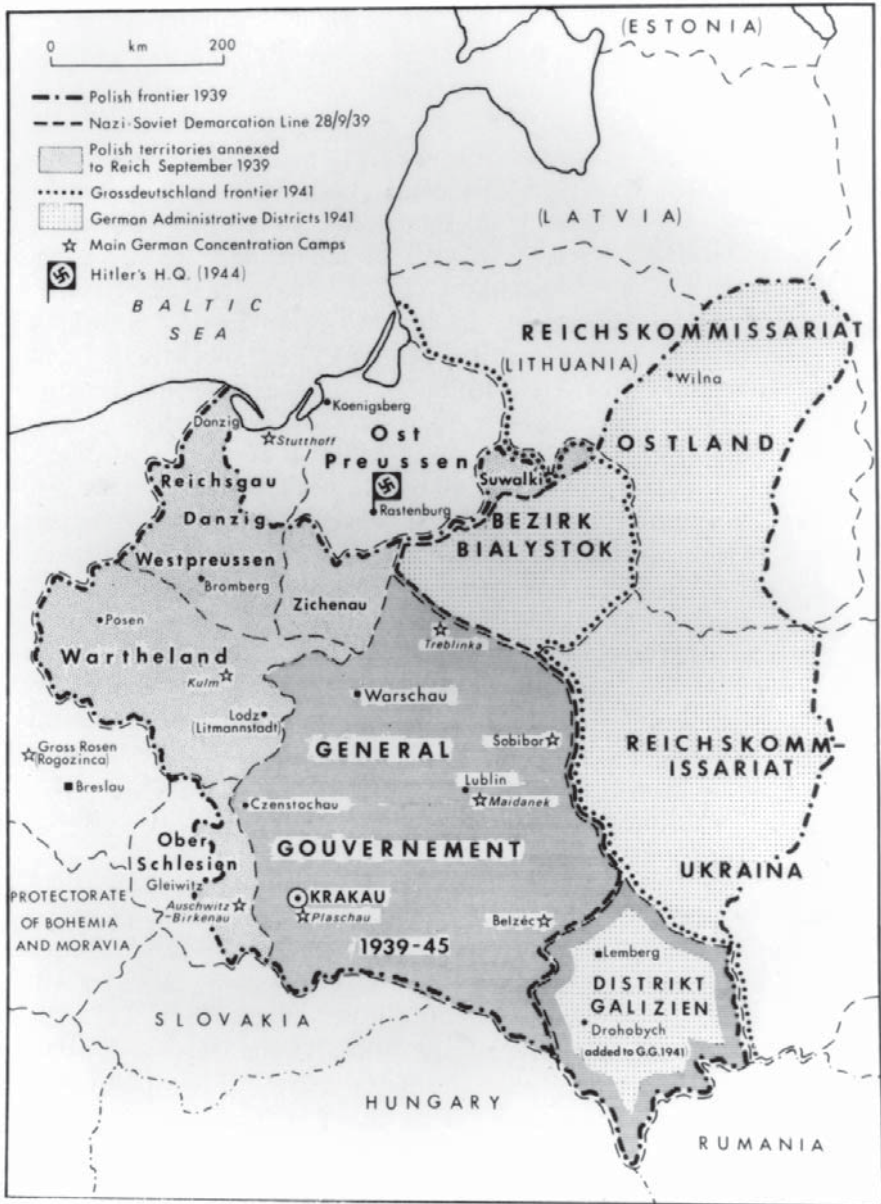 0 km 200
Polish frontier 1939
Nazi-Soviet Demarcation Line 28/9/39
Polish territories annexed
to Reich September 1939
Grossdeutschland frontier 1941
German Administrative Districts 1941
Main German Concentration Camps
Hitler's H.Q. (1944)
BALTIC
SEA
(ESTONIA)
(LATVIA)
REICHSKOMMISSARIAT
(LITHUANIA)
Wilna
OSTLAND
Koenigsberg
Danzig
Stutthoff
Ost
Preussen
Rastenburg
Suwalki
Reichsgau
Danzig
Westpreussen
Bromberg
BEZIRK
BIALYSTOK
Zichenau
Posen
Wartheland
Kulm
Treblinka
Warschau
Lodz
(Litmannstadt)
GENERAL
Sobibor
REICHSKOMM-
ISSARIAT
Gross Rosen
(Rogozinca)
Breslau
Lublin
Maidanek
Czenstochau
Ober
Schlesien
Gleiwitz
GOUVERNEMENT
UKRAINA
PROTECTORATE
OF BOHEMIA
AND MORAVIA
Auschwitz
-Birkenau
KRAKAU
Plaschau
Belzéc
1939-45
Lemberg
DISTRIKT
GALIZIEN
Drohobych
(added to G.G.1941)
SLOVAKIA
HUNGARY
RUMANIA